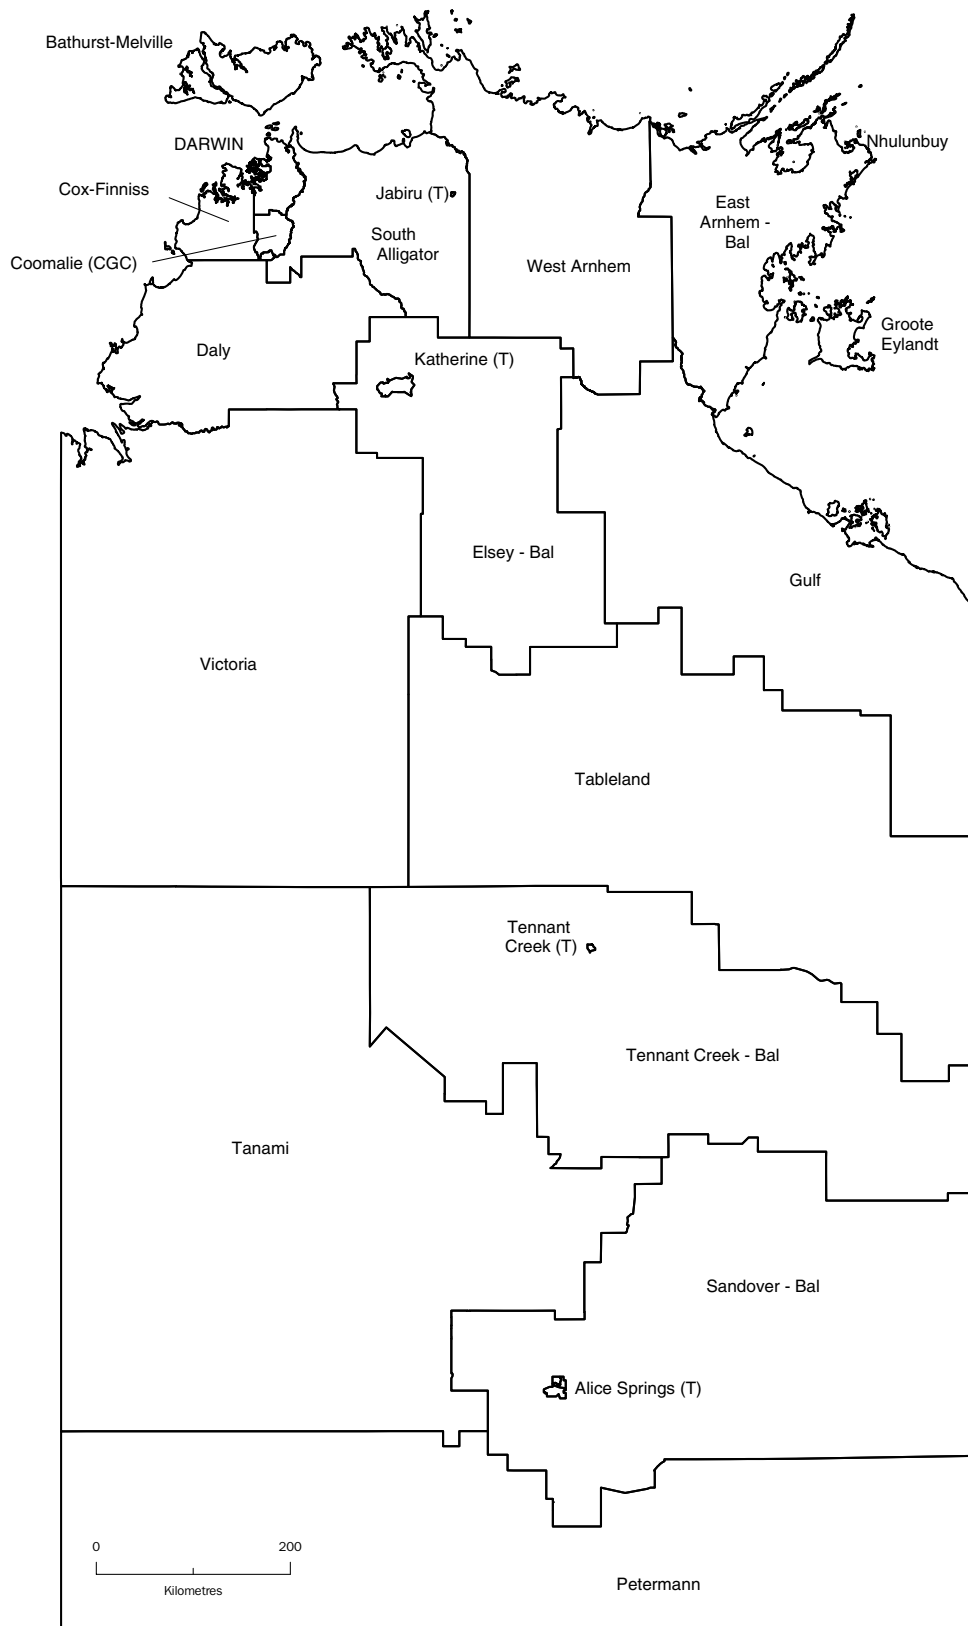 Bathurst-Melville
DARWIN
Nhulunbuy
Cox-Finniss
Jabiru (T)
East
Arnhem -
Bal
South
Alligator
Coomalie (CGC)
West Arnhem
Groote
Eylandt
Daly
Katherine (T)
Elsey - Bal
Gulf
Victoria
Tableland
Tennant
Creek (T)
Tennant Creek - Bal
Tanami
Sandover - Bal
Alice Springs (T)
0
200
Kilometres
Petermann